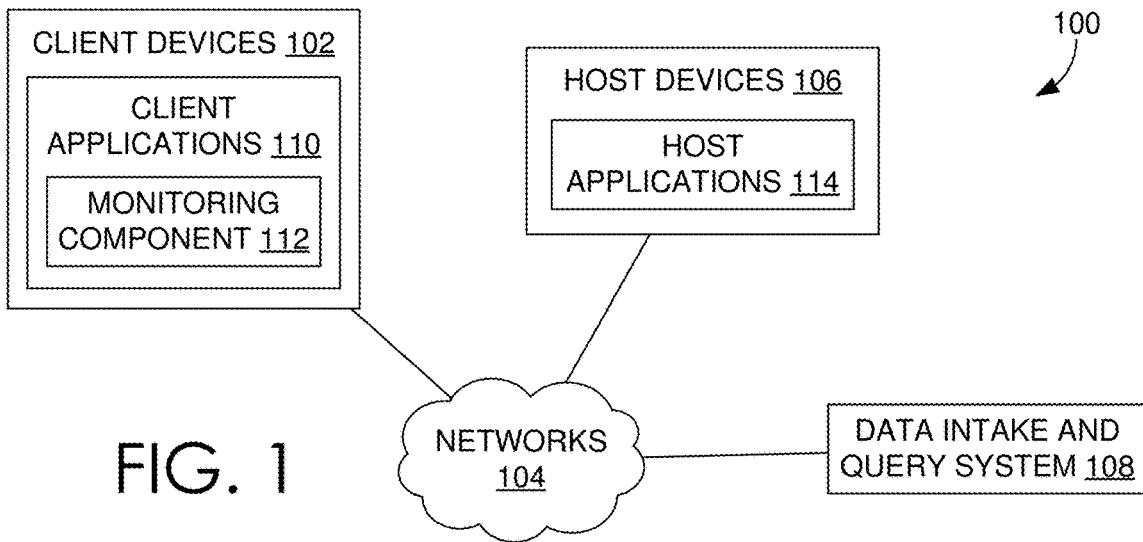 CLIENT DEVICES 102
CLIENT
APPLICATIONS 110
MONITORING
COMPONENT 112
HOST DEVICES 106
HOST
APPLICATIONS 114
100
NETWORKS
104
DATA INTAKE AND
QUERY SYSTEM 108
FIG. 1